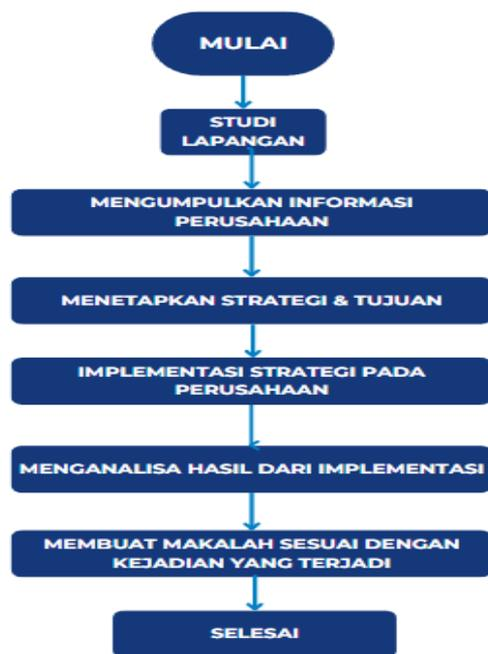 MULAI
STUDI
LAPANGAN
MENGUMPULKAN INFORMASI
PERUSAHAAN
MENETAPKAN STRATEGI & TUJUAN
IMPLEMENTASI STRATEGI PADA
PERUSAHAAN
MENGANALISA HASIL DARI IMPLEMENTASI
MEMBUAT MAKALAH SESUAI DENGAN
KEJADIAN YANG TERJADI
SELESAI